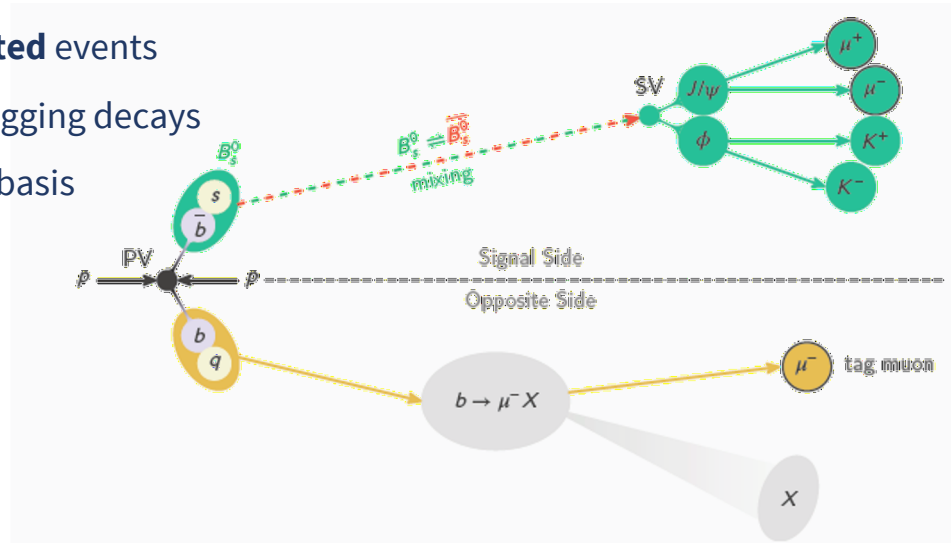 ted events
gging decays
basis
μ⁺
SV
J/ψ
μ⁻
B⁰ₛ ⇌ B̅⁰ₛ
mixing
ϕ
K⁺
K⁻
B⁰ₛ
s
b̅
PV
p
p
Signal Side
Opposite Side
b
q
b → μ⁻X
μ⁻
tag muon
X